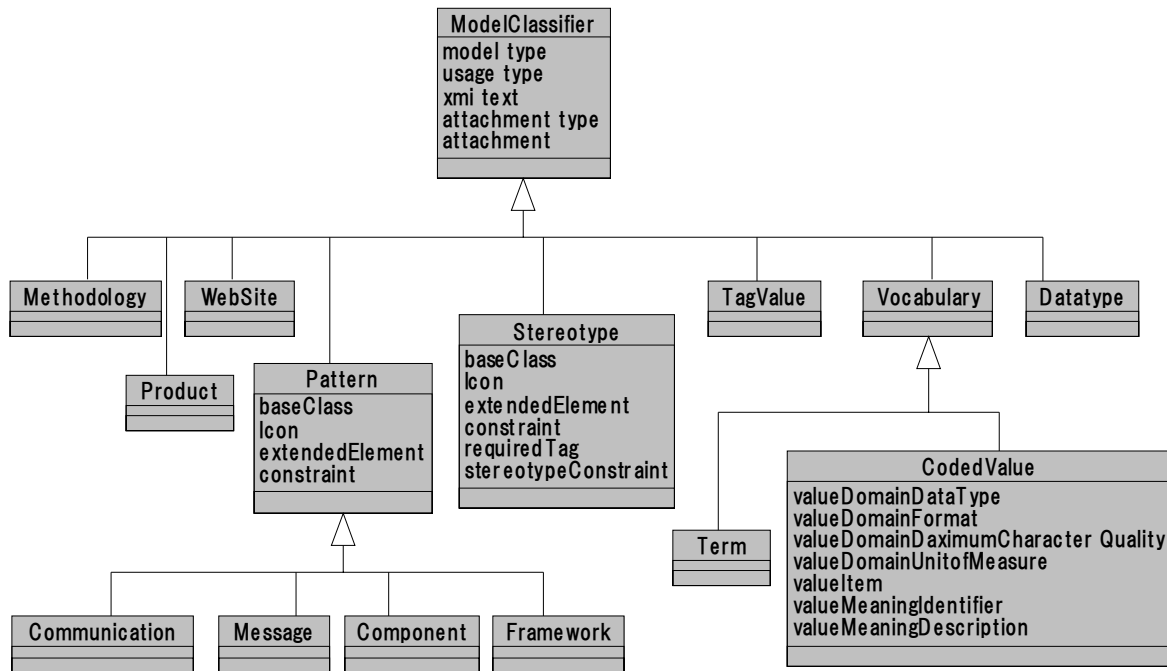 ModelClassifier
model type
usage type
xmi text
attachment type
attachment
Methodology
WebSite
TagValue
Vocabulary
Datatype
Product
Pattern
baseClass
Icon
extendedElement
constraint
Stereotype
baseClass
Icon
extendedElement
constraint
requiredTag
stereotypeConstraint
Term
CodedValue
valueDomainDataType
valueDomainFormat
valueDomainDaximumCharacter Quality
valueDomainUnitofMeasure
valueItem
valueMeaningIdentifier
valueMeaningDescription
Communication
Message
Component
Framework